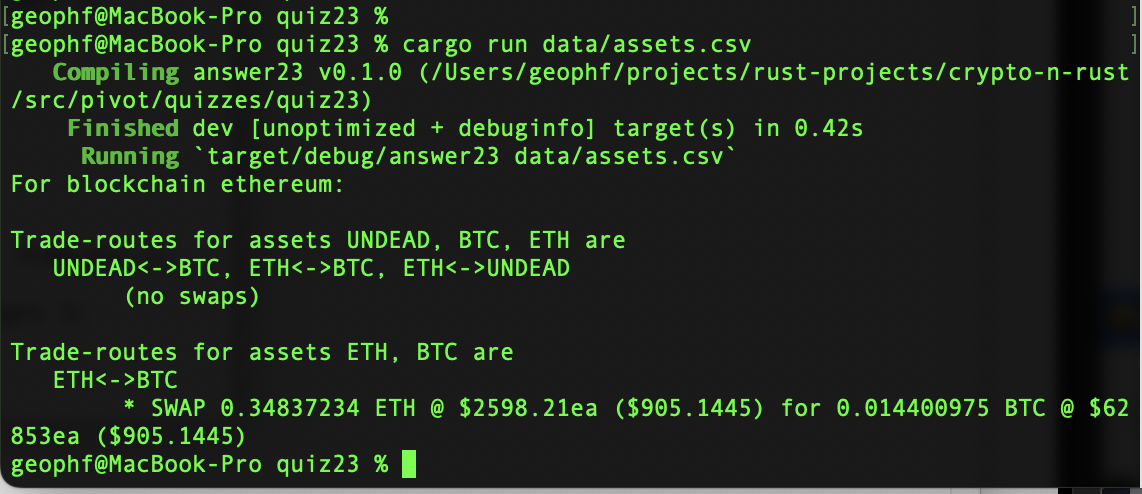 [geophf@MacBook-Pro quiz23 % ]
[geophf@MacBook-Pro quiz23 % cargo run data/assets.csv ]
Compiling answer23 v0.1.0 (/Users/geophf/projects/rust-projects/crypto-n-rust
/src/pivot/quizzes/quiz23)
Finished dev [unoptimized + debuginfo] target(s) in 0.42s
Running `target/debug/answer23 data/assets.csv`
For blockchain ethereum:
Trade-routes for assets UNDEAD, BTC, ETH are
UNDEAD<->BTC, ETH<->BTC, ETH<->UNDEAD
(no swaps)
Trade-routes for assets ETH, BTC are
ETH<->BTC
* SWAP 0.34837234 ETH @ $2598.21ea ($905.1445) for 0.014400975 BTC @ $62
853ea ($905.1445)
geophf@MacBook-Pro quiz23 %